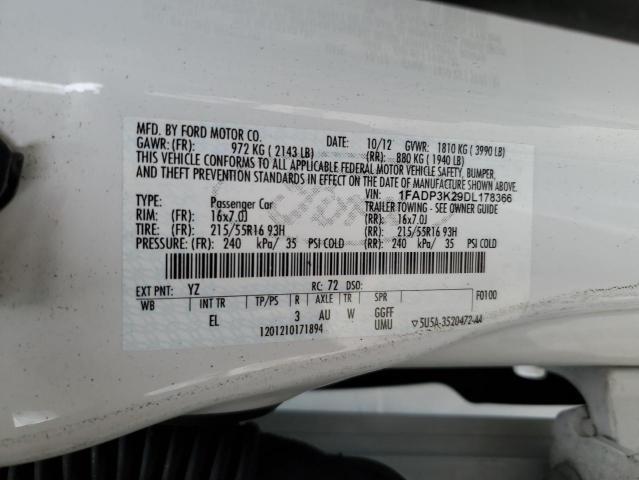 MFD. BY FORD MOTOR CO.
DATE: 10/12 GVWR: 1810 KG ( 3990 LB)
GAWR: (FR): 972 KG ( 2143 LB) (RR): 880 KG ( 1940 LB)
THIS VEHICLE CONFORMS TO ALL APPLICABLE FEDERAL MOTOR VEHICLE SAFETY, BUMPER,
AND THEFT PREVENTION STANDARDS IN EFFECT ON THE DATE OF MANUFACTURE SHOWN ABOVE.
VIN: 1FADP3K29DL178366
TYPE: Passenger Car TRAILER TOWING - SEE OWNER GUIDE
RIM: (FR) 16x7.0J (RR): 16x7.0J
TIRE: (FR) 215/55R16 93H (RR): 215/55R16 93H
PRESSURE: (FR) 240 kPa/ 35 PSI COLD (RR): 240 kPa/ 35 PSI COLD
EXT PNT: YZ RC: 72 DSO: F0100
WB INT TR TP/PS R AXLE TR SPR
EL 3 AU W GGFF
1201210171894 UMU ▽5U5A-3520472-AA